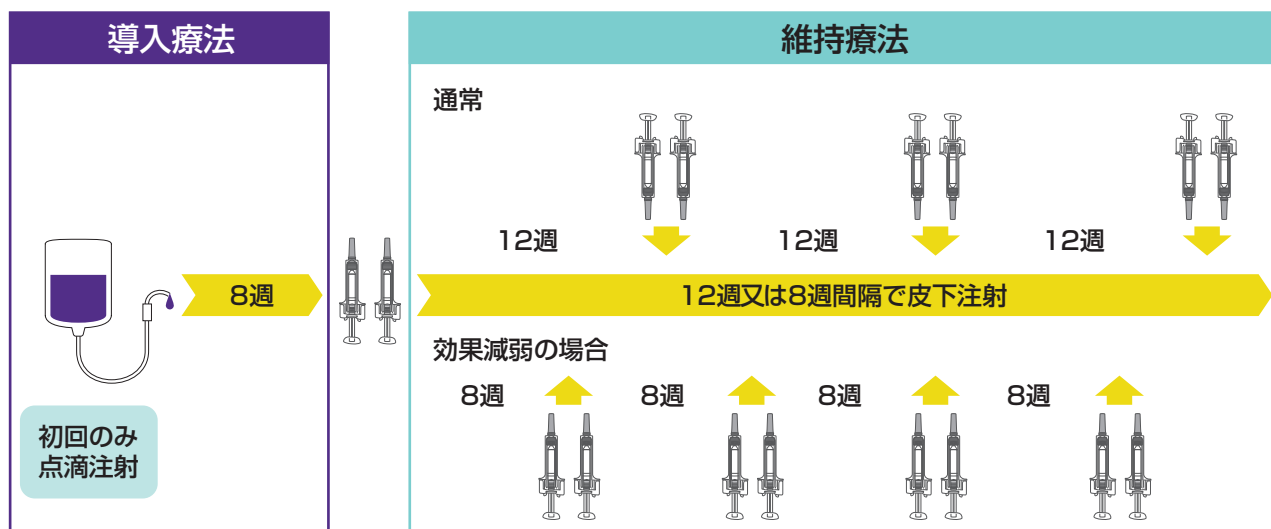 導入療法
維持療法
8週
初回のみ
点滴注射
通常
12週
12週
12週
12週又は8週間隔で皮下注射
効果減弱の場合
8週
8週
8週
8週